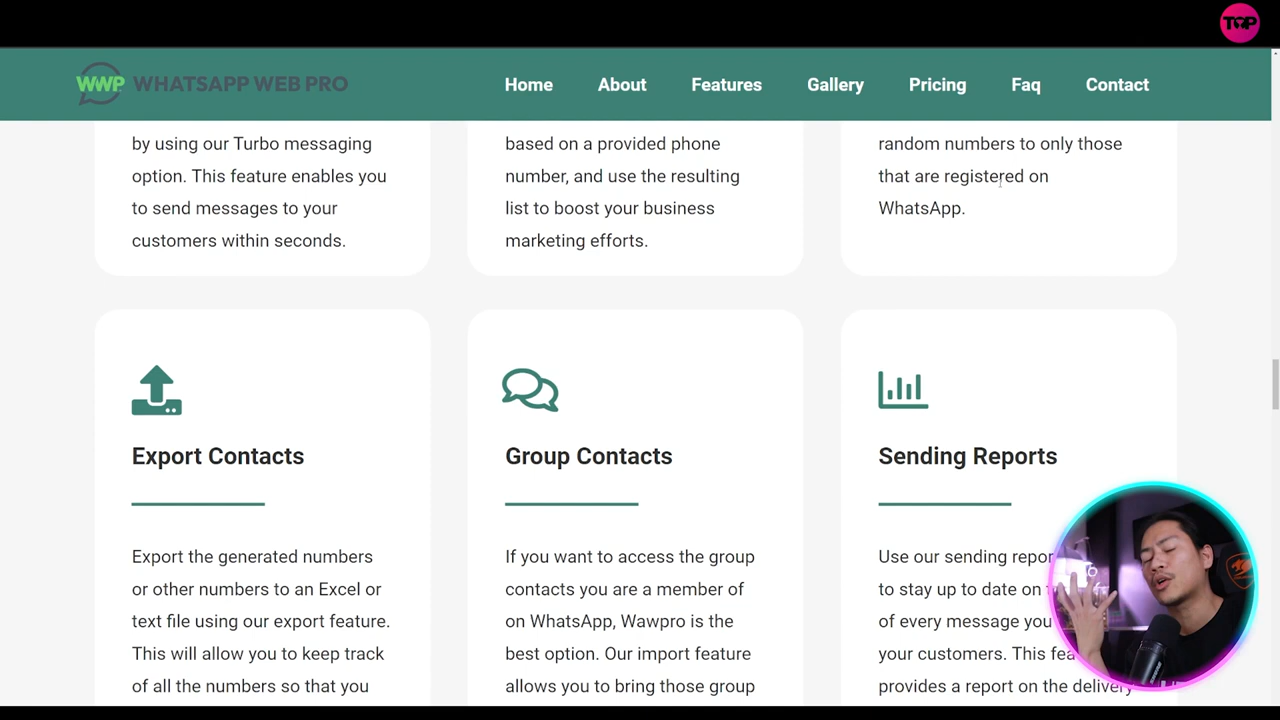 TOP
WWP WHATSAPP WEB PRO
Home About Features Gallery Pricing Faq Contact
by using our Turbo messaging
option. This feature enables you
to send messages to your
customers within seconds.
based on a provided phone
number, and use the resulting
list to boost your business
marketing efforts.
random numbers to only those
that are registered on
WhatsApp.
Export Contacts
Export the generated numbers
or other numbers to an Excel or
text file using our export feature.
This will allow you to keep track
of all the numbers so that you
Group Contacts
If you want to access the group
contacts you are a member of
on WhatsApp, Wawpro is the
best option. Our import feature
allows you to bring those group
Sending Reports
Use our sending repor
to stay up to date on
of every message you
your customers. This fea
provides a report on the delivery